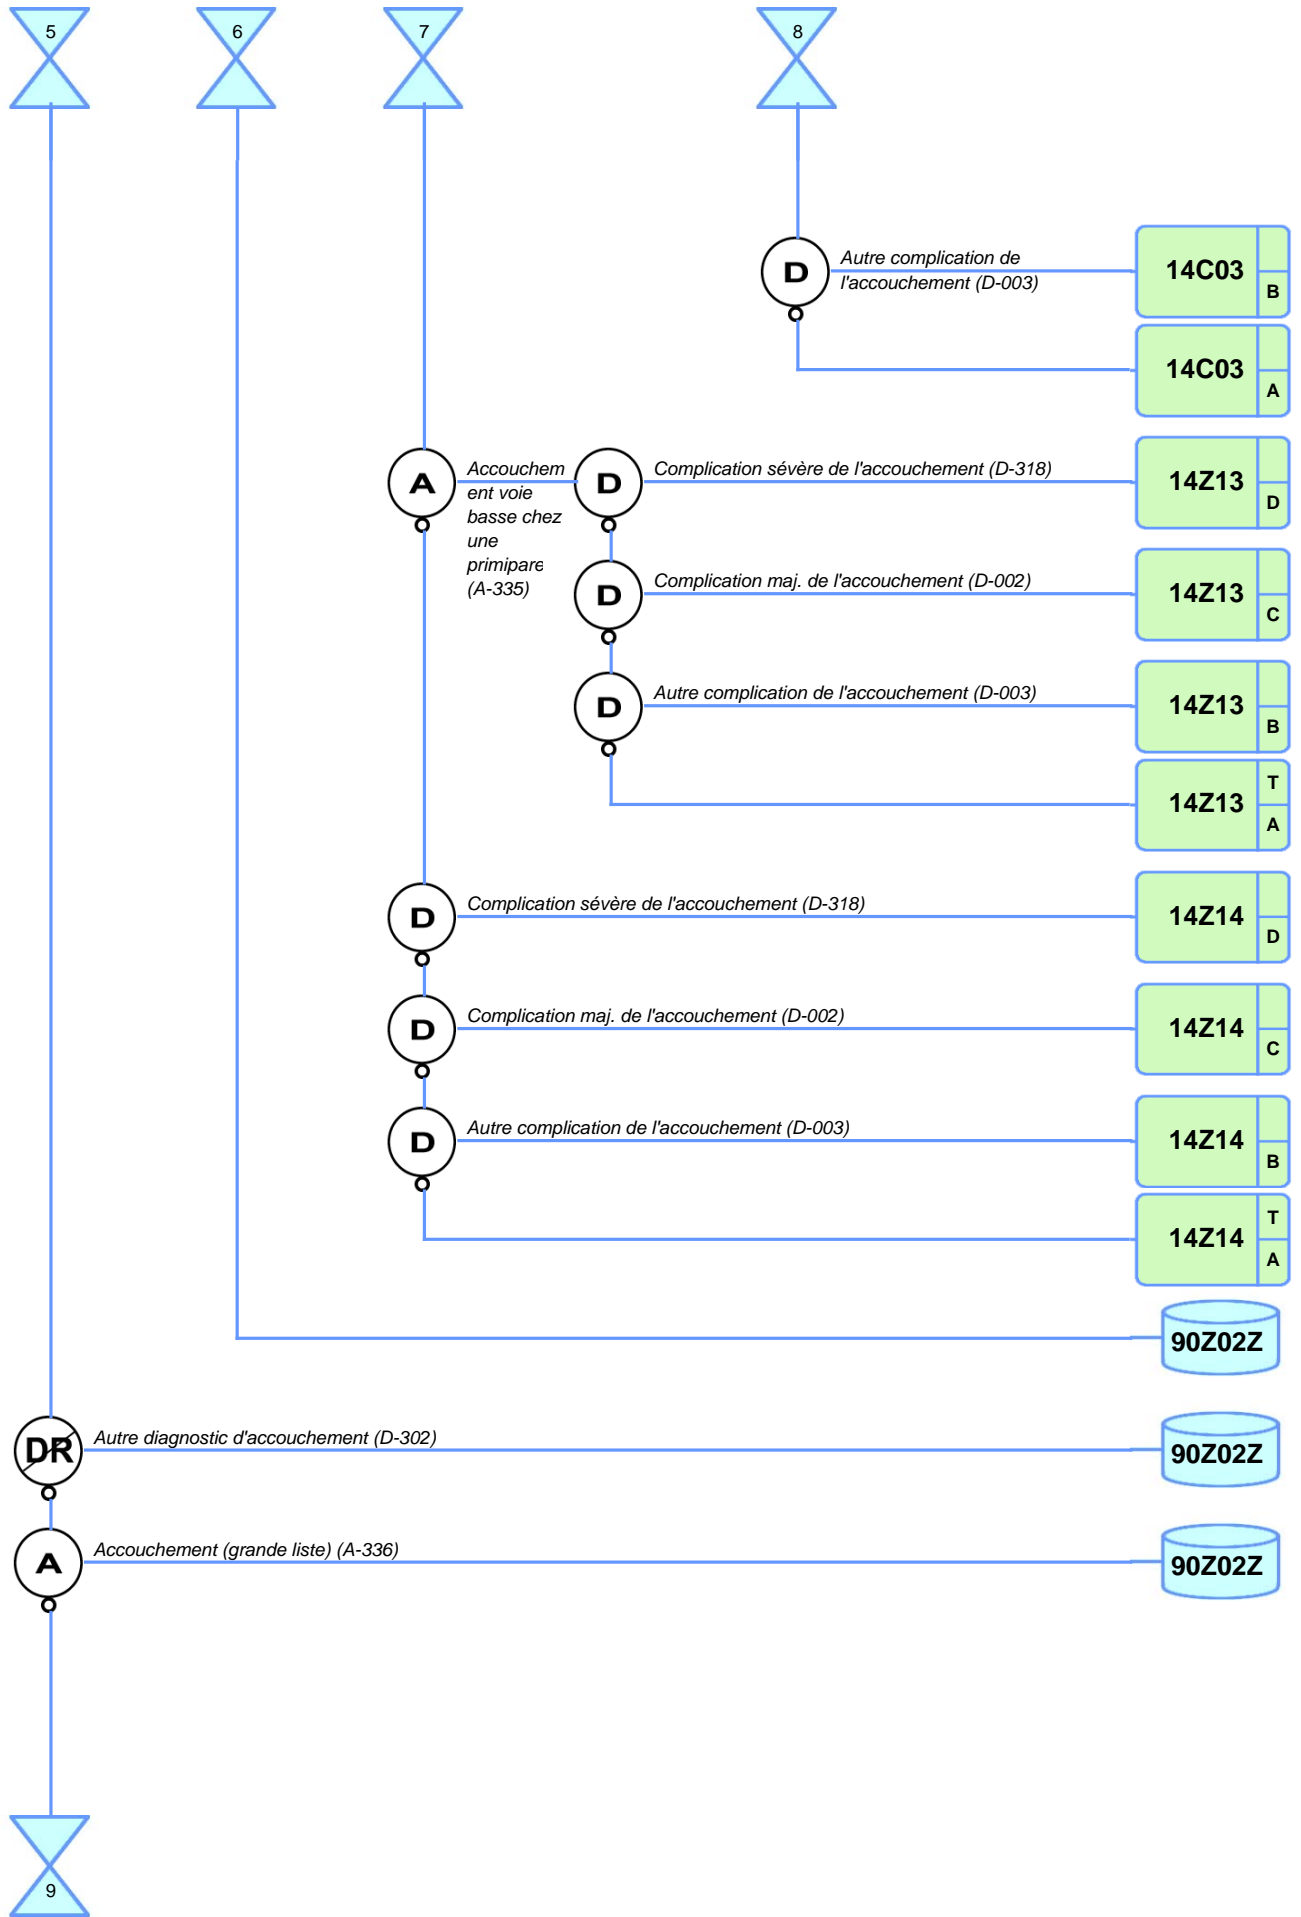 5
6
7
8
D
Autre complication de
l'accouchement (D-003)
14C03
B
14C03
A
A
Accouchem
ent voie
basse chez
une
primipare
(A-335)
D
Complication sévère de l'accouchement (D-318)
14Z13
D
D
Complication maj. de l'accouchement (D-002)
14Z13
C
D
Autre complication de l'accouchement (D-003)
14Z13
B
14Z13
T
A
D
Complication sévère de l'accouchement (D-318)
14Z14
D
D
Complication maj. de l'accouchement (D-002)
14Z14
C
D
Autre complication de l'accouchement (D-003)
14Z14
B
14Z14
T
A
90Z02Z
DR
Autre diagnostic d'accouchement (D-302)
90Z02Z
A
Accouchement (grande liste) (A-336)
90Z02Z
9